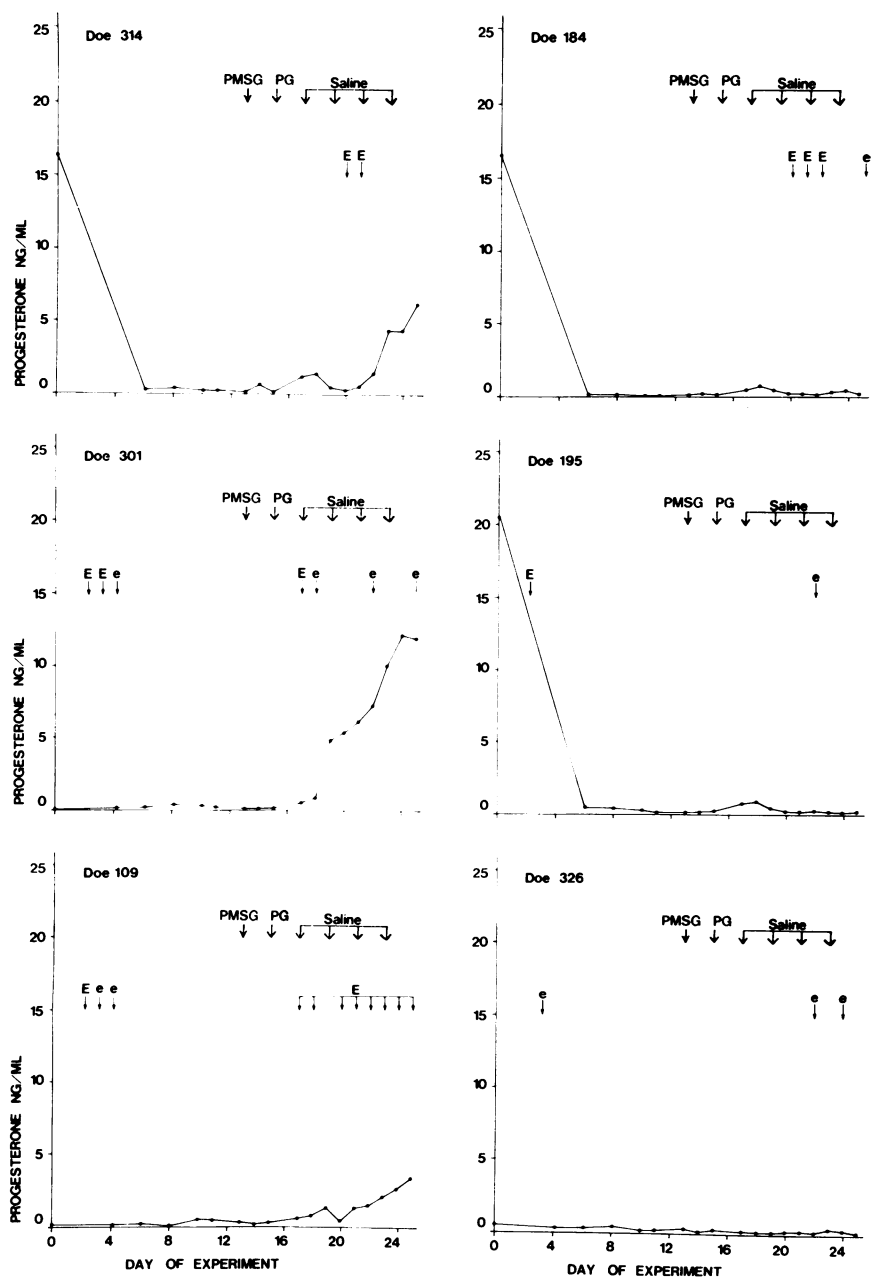 Doe 314
PMSG PG Saline
E E
25
20
15
10
5
0
PROGESTERONE NG/ML
Doe 184
PMSG PG Saline
E E E e
25
20
15
10
5
0
Doe 301
PMSG PG Saline
E E e E e e e
25
20
15
10
5
0
PROGESTERONE NG/ML
Doe 195
PMSG PG Saline
E e
25
20
15
10
5
0
Doe 109
PMSG PG Saline
E e e E
25
20
15
10
5
0
PROGESTERONE NG/ML
0 4 8 12 16 20 24
DAY OF EXPERIMENT
Doe 326
PMSG PG Saline
e e e
25
20
15
10
5
0
0 4 8 12 16 20 24
DAY OF EXPERIMENT